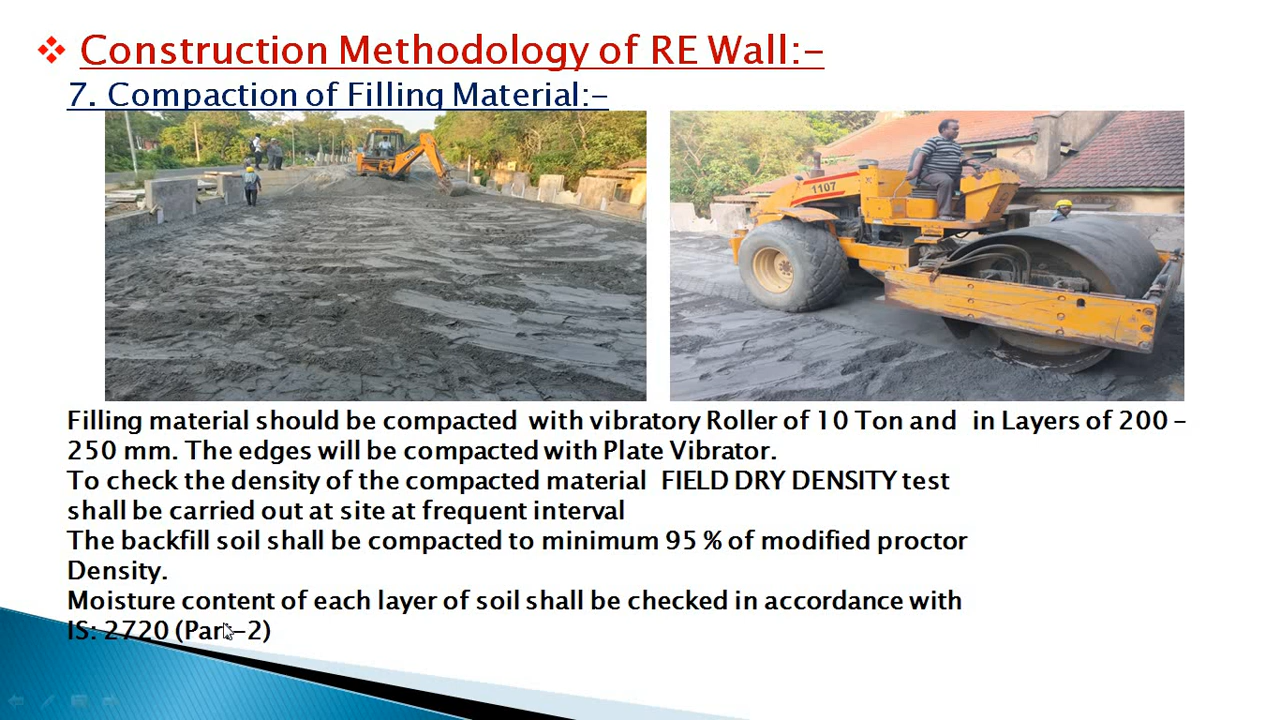 ❖ Construction Methodology of RE Wall:-
7. Compaction of Filling Material:-
1107
Filling material should be compacted with vibratory Roller of 10 Ton and in Layers of 200 –
250 mm. The edges will be compacted with Plate Vibrator.
To check the density of the compacted material FIELD DRY DENSITY test
shall be carried out at site at frequent interval
The backfill soil shall be compacted to minimum 95 % of modified proctor
Density.
Moisture content of each layer of soil shall be checked in accordance with
IS: 2720 (Part-2)